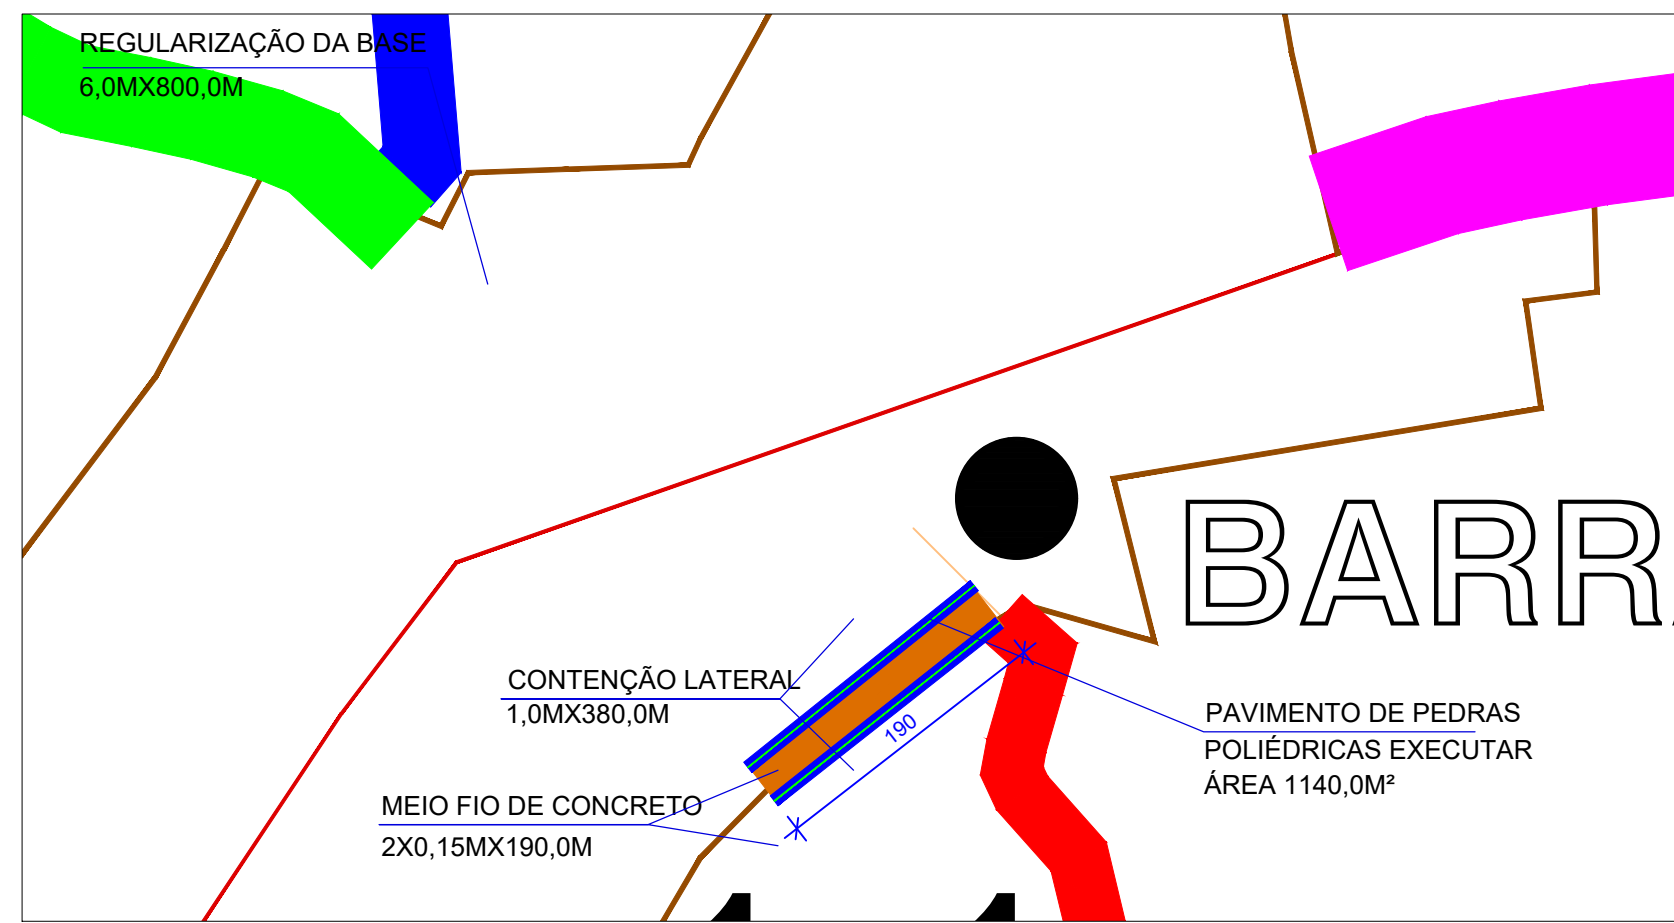 REGULARIZAÇÃO DA BASE
6,0MX800,0M
BARR
CONTENÇÃO LATERAL
1,0MX380,0M
190
PAVIMENTO DE PEDRAS
POLIÉDRICAS EXECUTAR
ÁREA 1140,0M²
MEIO FIO DE CONCRETO
2X0,15MX190,0M